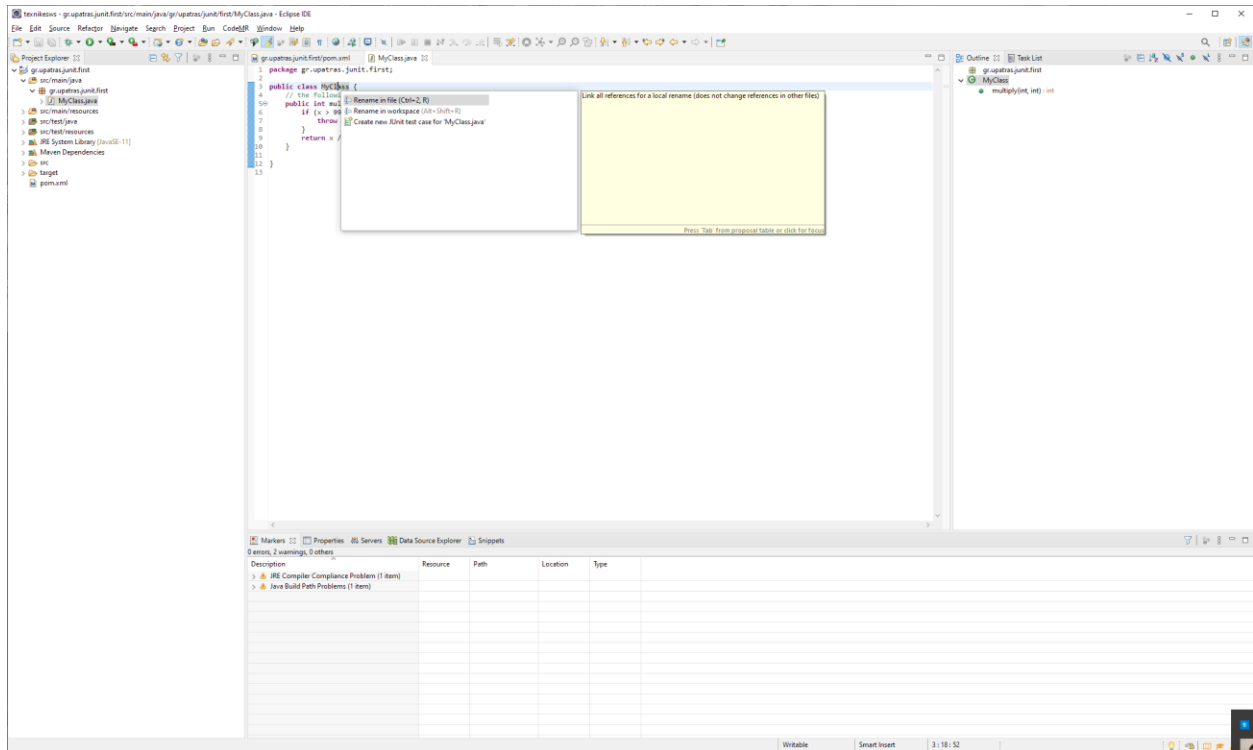 texnikesws - gr.upatras.junit.first/src/main/java/gr/upatras/junit/first/MyClass.java - Eclipse IDE
File Edit Source Refactor Navigate Search Project Run CodeMR Window Help
Project Explorer
gr.upatras.junit.first
src/main/java
gr.upatras.junit.first
MyClass.java
src/main/resources
src/test/java
src/test/resources
JRE System Library [JavaSE-11]
Maven Dependencies
src
target
pom.xml
gr.upatras.junit.first/pom.xml MyClass.java
1 package gr.upatras.junit.first;
2
3 public class MyClass {
4 // the followi
5 public int mul
6 if (x > 99
7 throw
8 }
9 return x /
10 }
11
12 }
13
Rename in file (Ctrl+2, R)
Rename in workspace (Alt+Shift+R)
Create new JUnit test case for 'MyClass.java'
Link all references for a local rename (does not change references in other files)
Press 'Tab' from proposal table or click for focus
Outline Task List
gr.upatras.junit.first
MyClass
multiply(int, int) : int
Markers Properties Servers Data Source Explorer Snippets
0 errors, 2 warnings, 0 others
Description Resource Path Location Type
JRE Compiler Compliance Problem (1 item)
Java Build Path Problems (1 item)
Writable Smart Insert 3 : 18 : 52